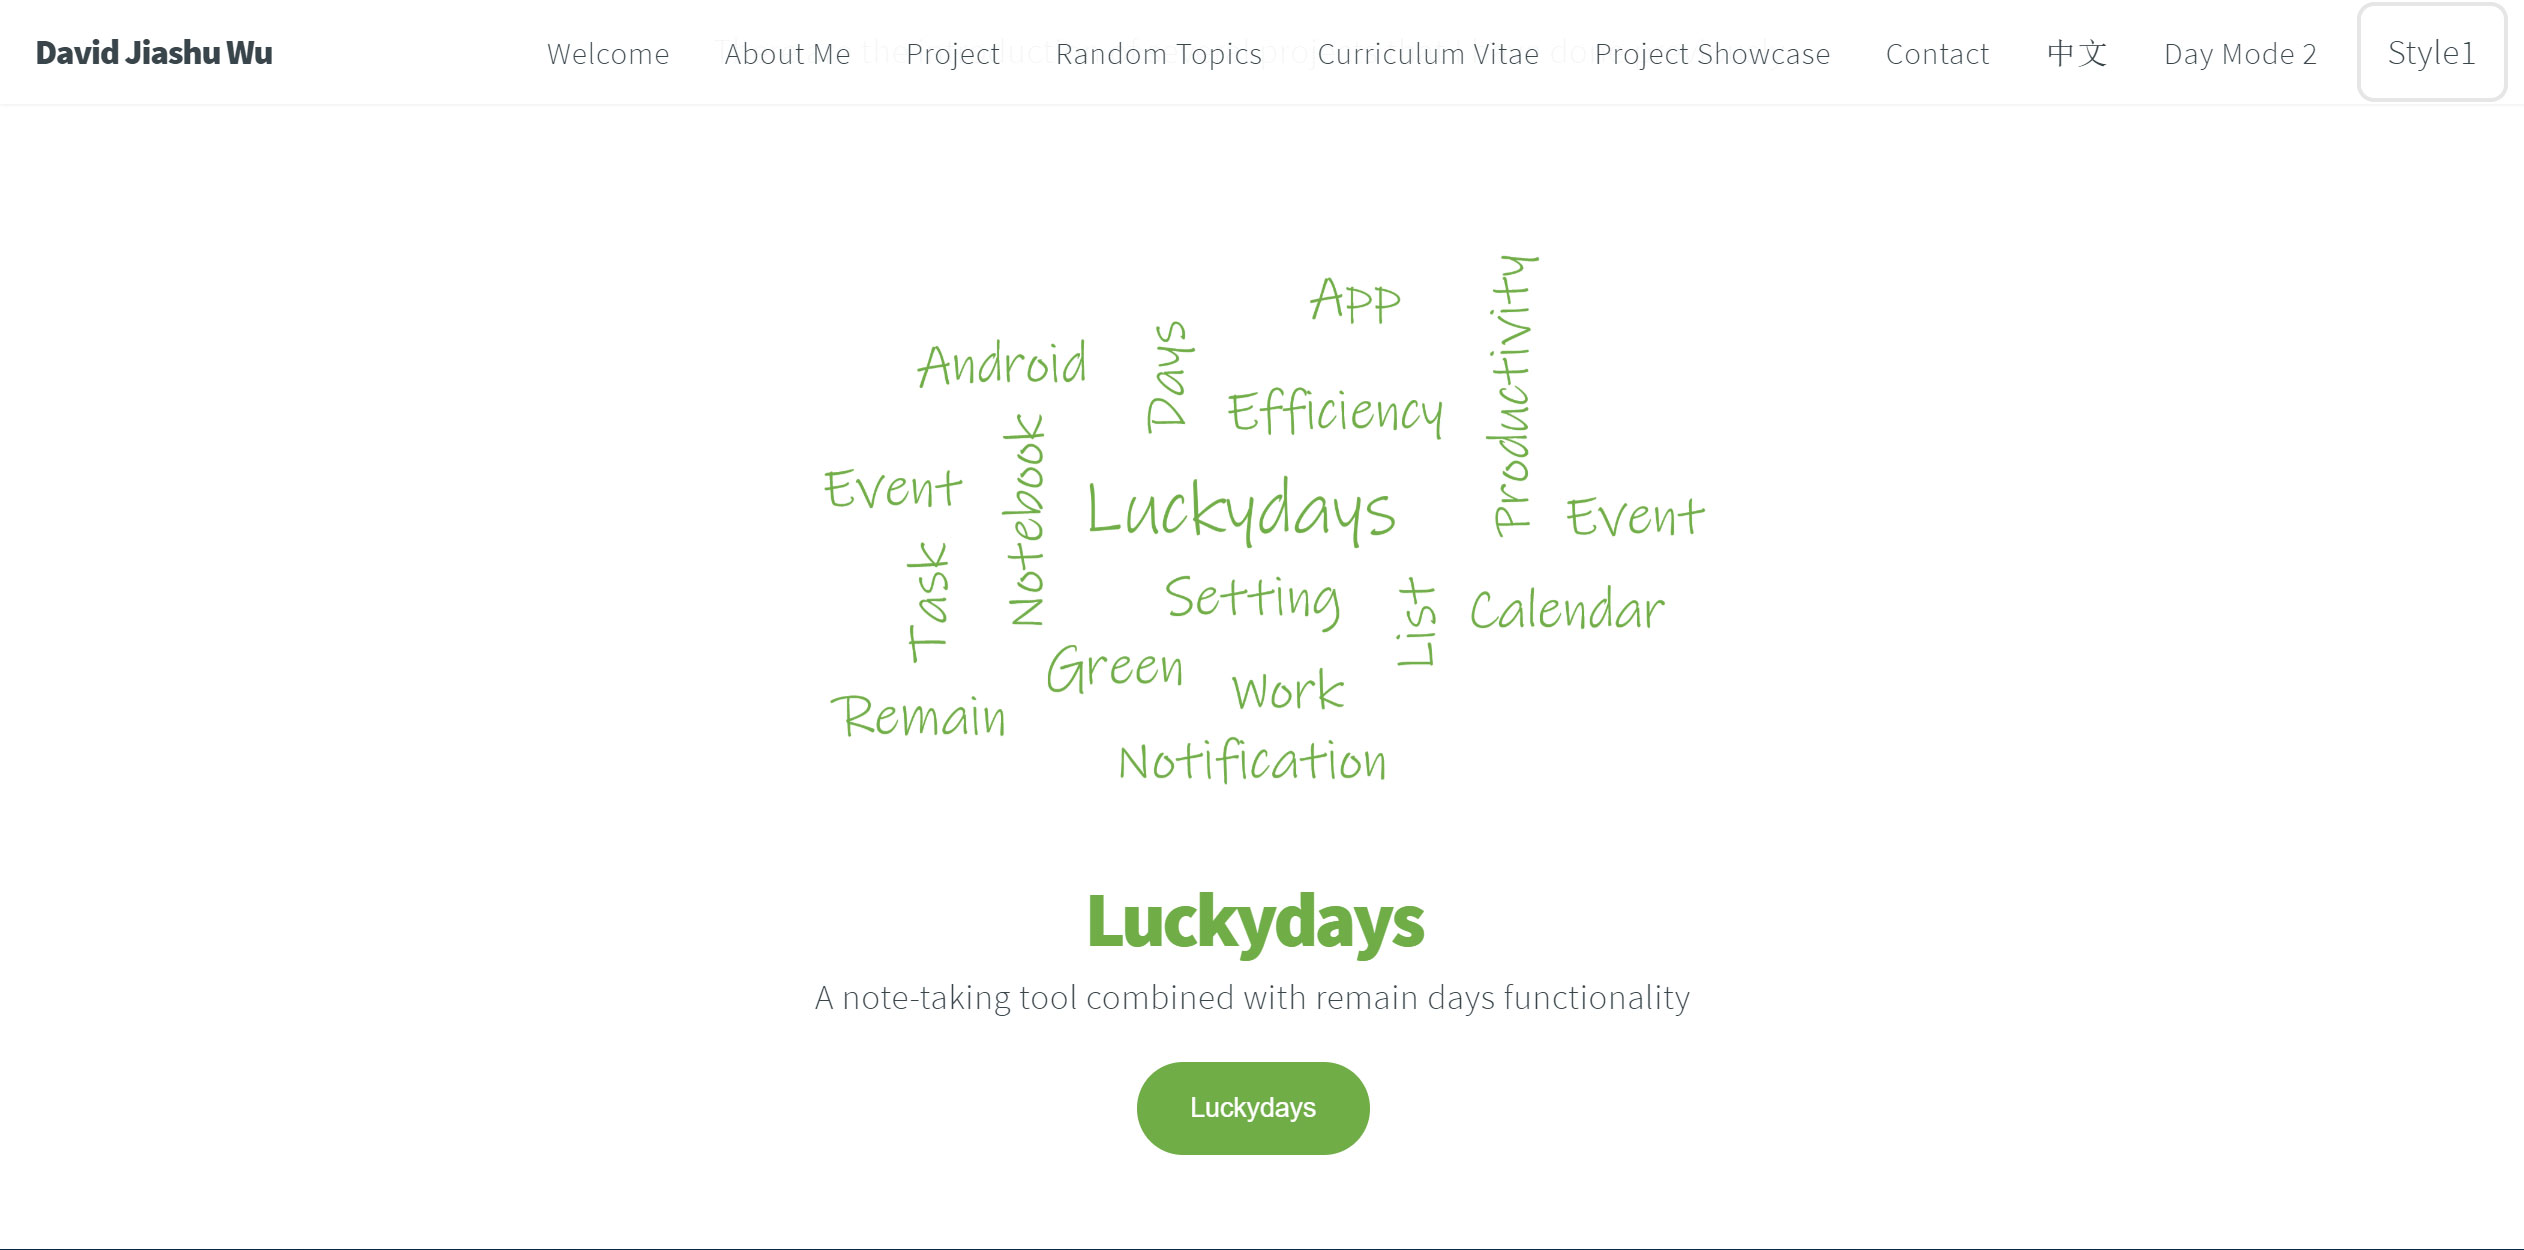 David Jiashu Wu
Welcome
About Me
Project
Random Topics
Curriculum Vitae
Project Showcase
Contact
中文
Day Mode 2
Style1
App
Productivity
Days
Android
Efficiency
Notebook
Event
Luckydays
Event
Task
Setting
List
Calendar
Green
Work
Remain
Notification
Luckydays
A note-taking tool combined with remain days functionality
Luckydays